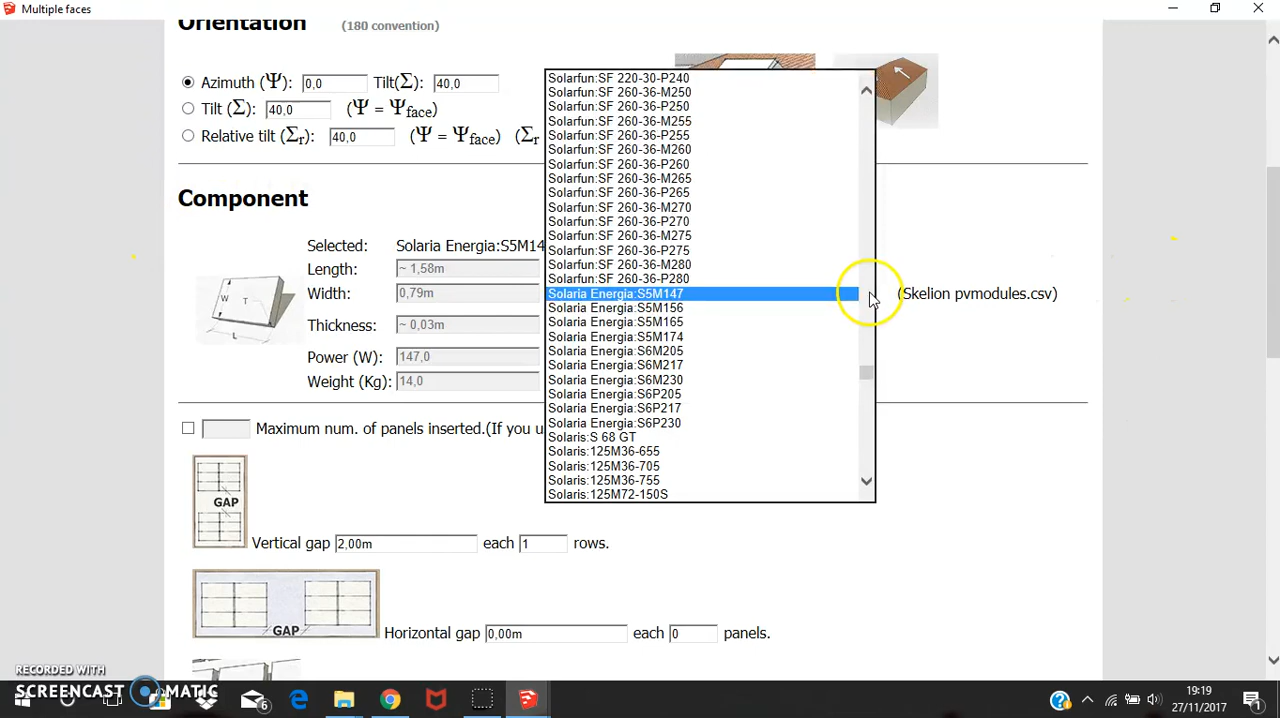 Multiple faces
Orientation (180 convention)
Azimuth (Ψ): 0,0 Tilt(Σ): 40,0
Tilt (Σ): 40,0 (Ψ = Ψface)
Relative tilt (Σr): 40,0 (Ψ = Ψface) (Σr
Component
W
T
L
Selected: Solaria Energia:S5M14
Length: ~ 1,58m
Width: 0,79m
Thickness: ~ 0,03m
Power (W): 147,0
Weight (Kg): 14,0
Solarfun:SF 220-30-P240
Solarfun:SF 260-36-M250
Solarfun:SF 260-36-P250
Solarfun:SF 260-36-M255
Solarfun:SF 260-36-P255
Solarfun:SF 260-36-M260
Solarfun:SF 260-36-P260
Solarfun:SF 260-36-M265
Solarfun:SF 260-36-P265
Solarfun:SF 260-36-M270
Solarfun:SF 260-36-P270
Solarfun:SF 260-36-M275
Solarfun:SF 260-36-P275
Solarfun:SF 260-36-M280
Solarfun:SF 260-36-P280
Solaria Energia:S5M147
Solaria Energia:S5M156
Solaria Energia:S5M165
Solaria Energia:S5M174
Solaria Energia:S6M205
Solaria Energia:S6M217
Solaria Energia:S6M230
Solaria Energia:S6P205
Solaria Energia:S6P217
Solaria Energia:S6P230
Solaris:S 68 GT
Solaris:125M36-655
Solaris:125M36-705
Solaris:125M36-755
Solaris:125M72-150S
(Skelion pvmodules.csv)
Maximum num. of panels inserted.(If you u
GAP
Vertical gap 2,00m each 1 rows.
GAP
Horizontal gap 0,00m each 0 panels.
RECORDED WITH
SCREENCAST MATIC
6
19:19
27/11/2017
1